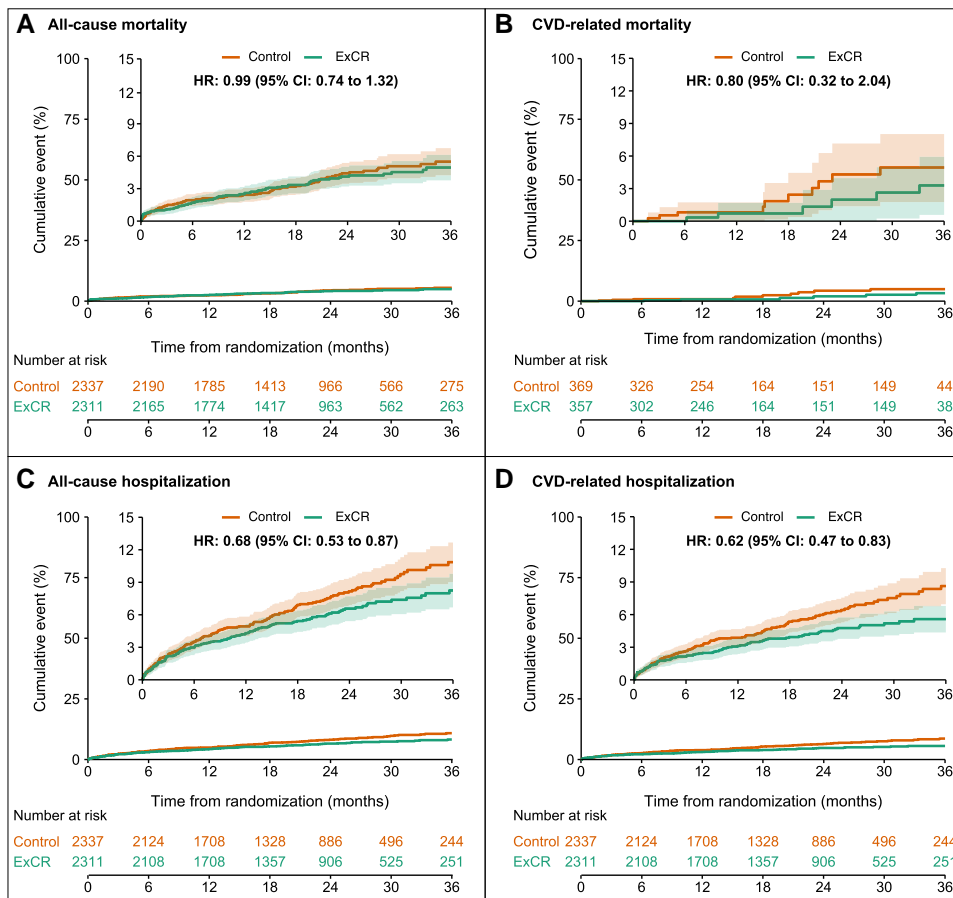 A All-cause mortality
Control ExCR
HR: 0.99 (95% CI: 0.74 to 1.32)
Cumulative event (%)
100
75
50
25
0
15
12
9
6
3
0
0 6 12 18 24 30 36
0 6 12 18 24 30 36
Time from randomization (months)
Number at risk
Control 2337 2190 1785 1413 966 566 275
ExCR 2311 2165 1774 1417 963 562 263
0 6 12 18 24 30 36
B CVD-related mortality
Control ExCR
HR: 0.80 (95% CI: 0.32 to 2.04)
Cumulative event (%)
100
75
50
25
0
15
12
9
6
3
0
0 6 12 18 24 30 36
0 6 12 18 24 30 36
Time from randomization (months)
Number at risk
Control 369 326 254 164 151 149 44
ExCR 357 302 246 164 151 149 38
0 6 12 18 24 30 36
C All-cause hospitalization
Control ExCR
HR: 0.68 (95% CI: 0.53 to 0.87)
Cumulative event (%)
100
75
50
25
0
15
12
9
6
3
0
0 6 12 18 24 30 36
0 6 12 18 24 30 36
Time from randomization (months)
Number at risk
Control 2337 2124 1708 1328 886 496 244
ExCR 2311 2108 1708 1357 906 525 251
0 6 12 18 24 30 36
D CVD-related hospitalization
Control ExCR
HR: 0.62 (95% CI: 0.47 to 0.83)
Cumulative event (%)
100
75
50
25
0
15
12
9
6
3
0
0 6 12 18 24 30 36
0 6 12 18 24 30 36
Time from randomization (months)
Number at risk
Control 2337 2124 1708 1328 886 496 244
ExCR 2311 2108 1708 1357 906 525 251
0 6 12 18 24 30 36